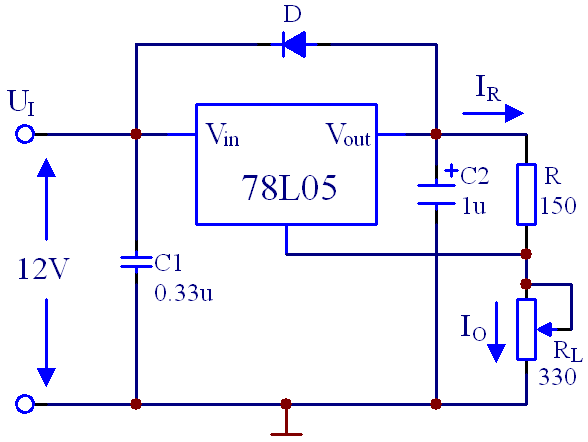 D
U_I
I_R
V_in V_out
78L05
+ C2
1u
R
150
12V
C1
0.33u
I_O
R_L
330